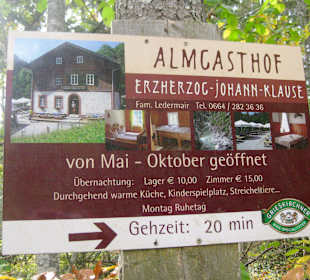 ALMGASTHOF
ERZHERZOG-JOHANN-KLAUSE
Fam. Ledermair Tel. 0664 / 282 36 36
von Mai - Oktober geöffnet
Übernachtung: Lager € 10,00 Zimmer € 15,00
Durchgehend warme Küche, Kinderspielplatz, Streicheltiere...
Montag Ruhetag
GRIESKIRCHNER
Gehzeit: 20 min